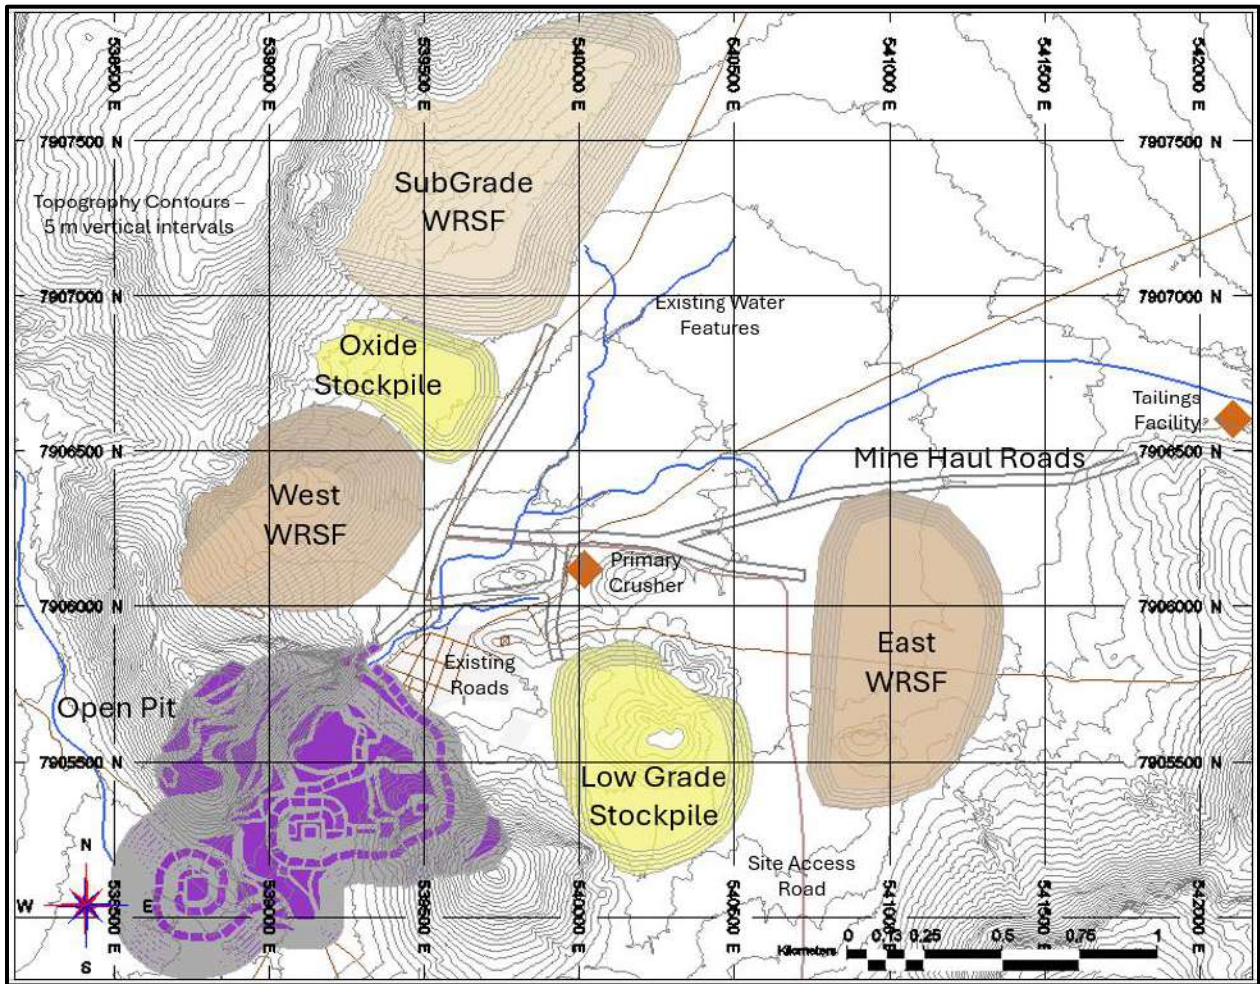 538500 E
539000 E
539500 E
540000 E
540500 E
541000 E
541500 E
542000 E
7907500 N
7907500 N
SubGrade
WRSF
Topography Contours –
5 m vertical intervals
7907000 N
7907000 N
Existing Water
Features
Oxide
Stockpile
Tailings
Facility
7906500 N
7906500 N
Mine Haul Roads
West
WRSF
Primary
Crusher
7906000 N
7906000 N
East
WRSF
Existing
Roads
Open Pit
7905500 N
7905500 N
Low Grade
Stockpile
N
W
E
S
Site Access
Road
538500 E
539000 E
539500 E
540000 E
540500 E
541000 E
541500 E
542000 E
Kilometers
0 0,13 0,25 0,5 0,75 1